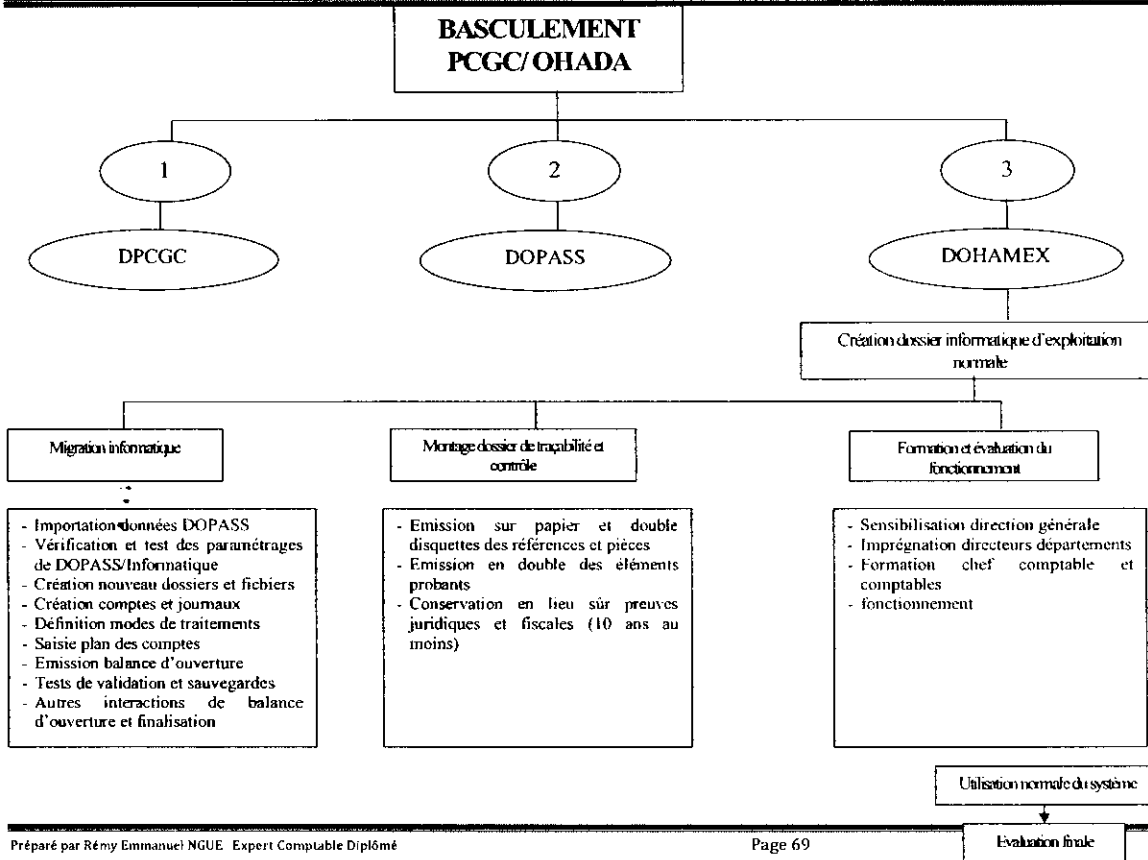 BASCULEMENT
PCGC/ OHADA
1
2
3
DPCGC
DOPASS
DOHAMEX
Création dossier informatique d'exploitation
normale
Migration informatique
Montage dossier de traçabilité et
contrôle
Formation et évaluation du
fonctionnement
- Importation données DOPASS
- Vérification et test des paramétrages
de DOPASS/Informatique
- Création nouveau dossiers et fichiers
- Création comptes et journaux
- Définition modes de traitements
- Saisie plan des comptes
- Emission balance d'ouverture
- Tests de validation et sauvegardes
- Autres interactions de balance
d'ouverture et finalisation
- Emission sur papier et double
disquettes des références et pièces
- Emission en double des éléments
probants
- Conservation en lieu sûr preuves
juridiques et fiscales (10 ans au
moins)
- Sensibilisation direction générale
- Imprégnation directeurs départements
- Formation chef comptable et
comptables
- fonctionnement
Utilisation normale du système
Evaluation finale
Préparé par Rémy Emmanuel NGUE Expert Comptable Diplômé
Page 69